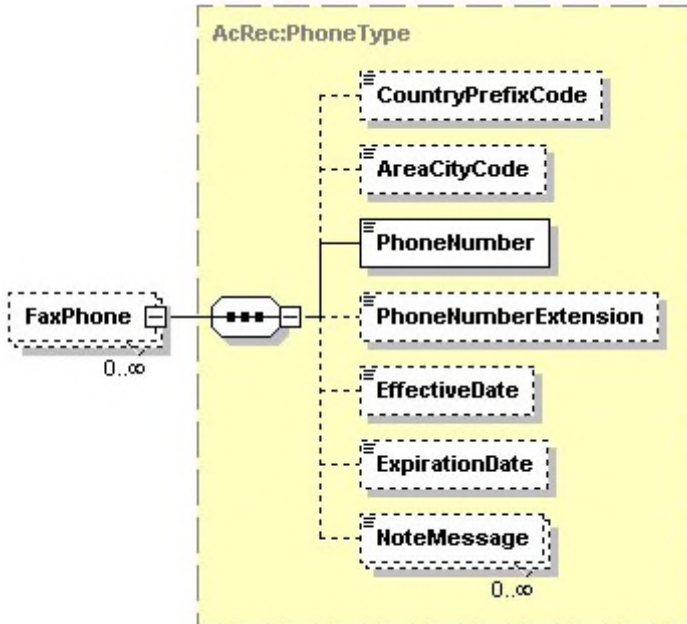 AcRec:PhoneType
CountryPrefixCode
AreaCityCode
PhoneNumber
FaxPhone
0..∞
PhoneNumberExtension
EffectiveDate
ExpirationDate
NoteMessage
0..∞